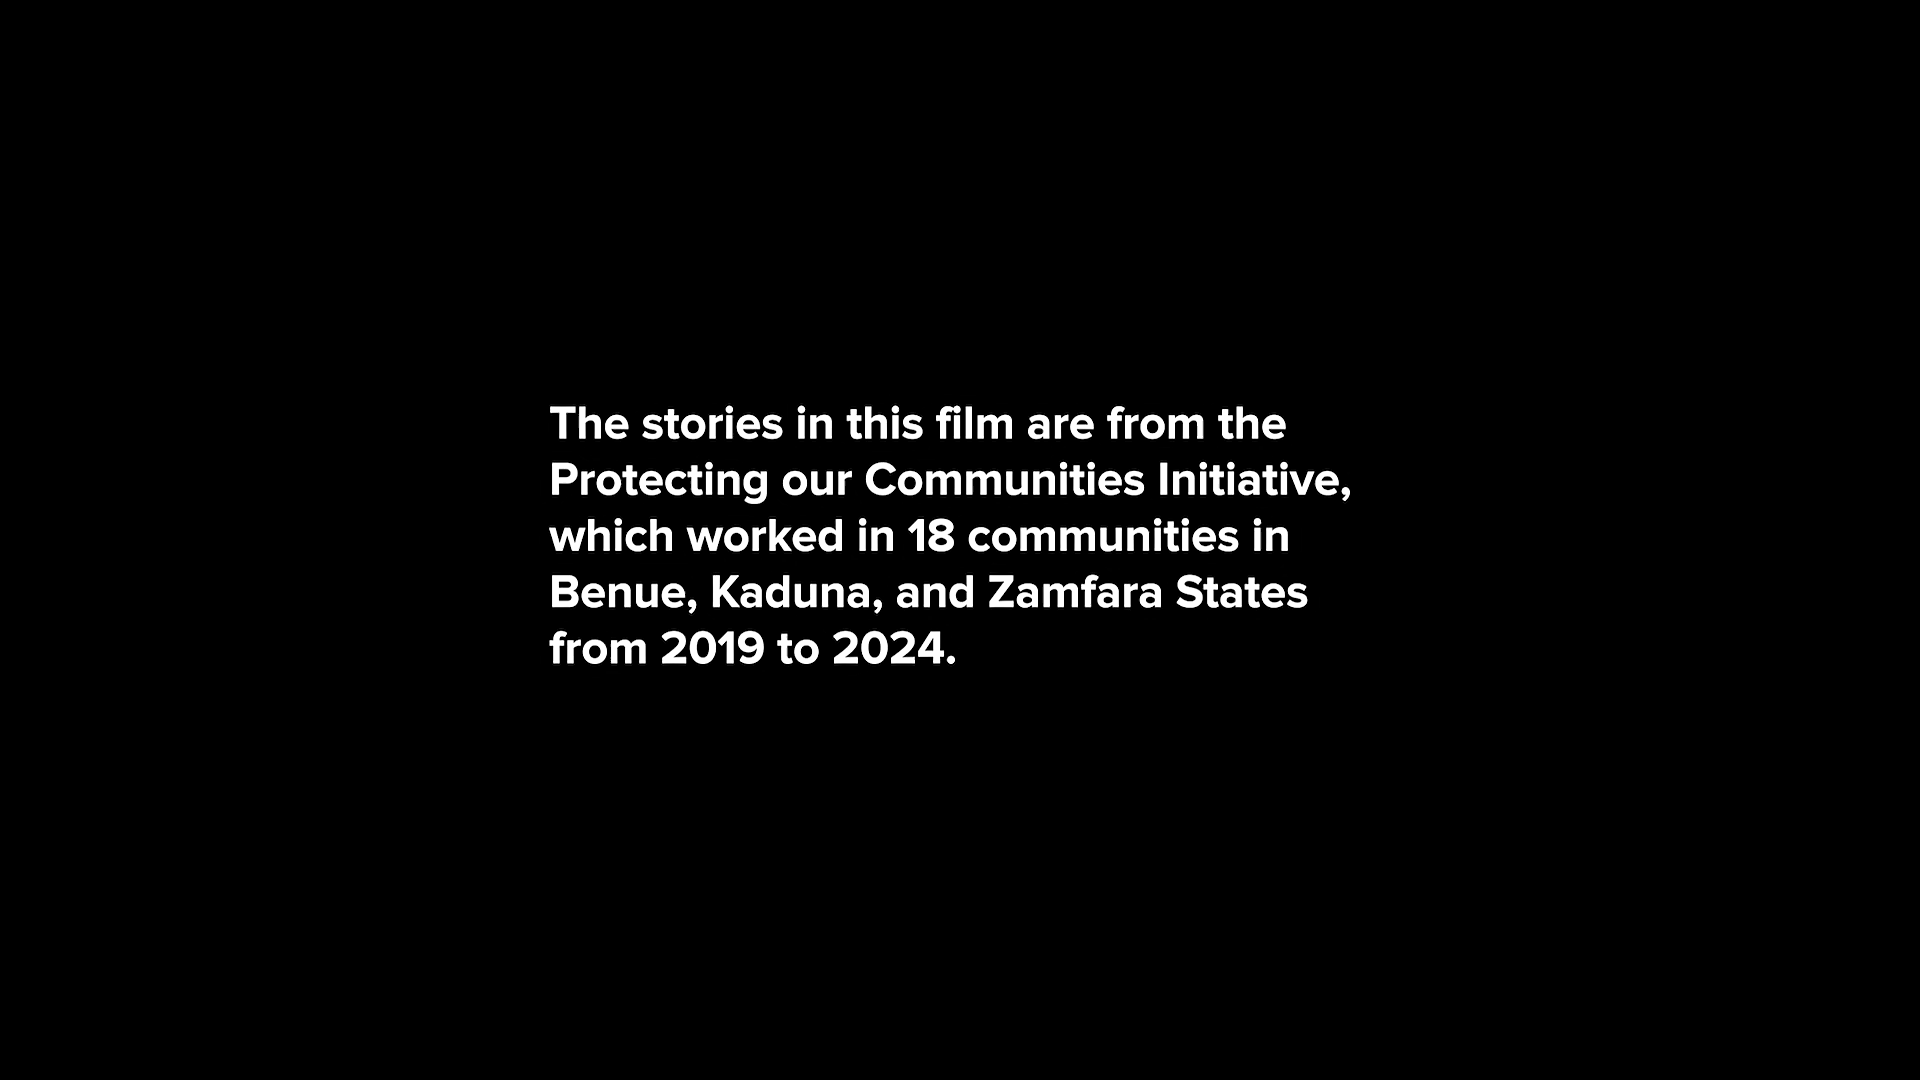 The stories in this film are from the
Protecting our Communities Initiative,
which worked in 18 communities in
Benue, Kaduna, and Zamfara States
from 2019 to 2024.